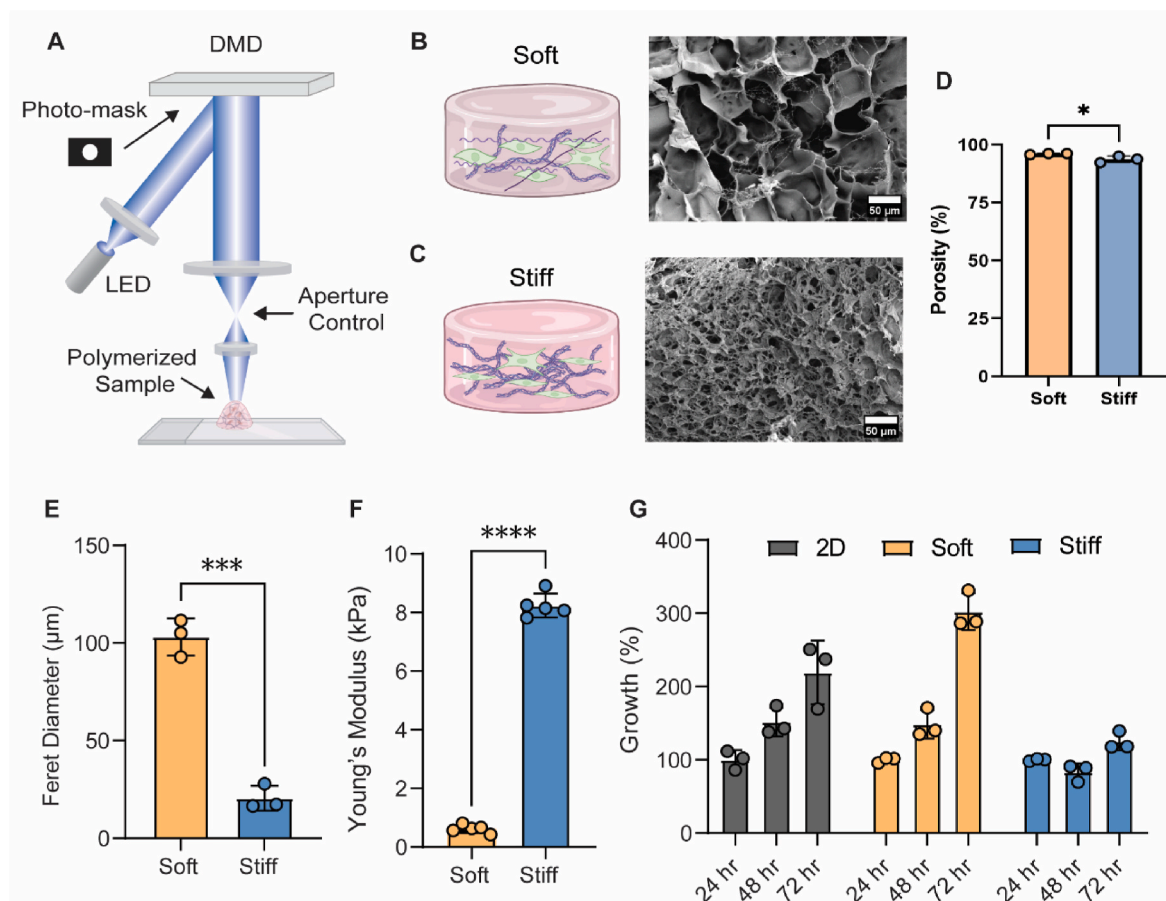 A
DMD
Photo-mask
LED
Aperture
Control
Polymerized
Sample
B
Soft
50 µm
C
Stiff
50 µm
D
*
Porosity (%)
100
75
50
25
0
Soft
Stiff
E
***
Feret Diameter (µm)
150
100
50
0
Soft
Stiff
F
****
Young's Modulus (kPa)
10
8
6
4
2
0
Soft
Stiff
G
2D
Soft
Stiff
Growth (%)
400
300
200
100
0
24 hr
48 hr
72 hr
24 hr
48 hr
72 hr
24 hr
48 hr
72 hr